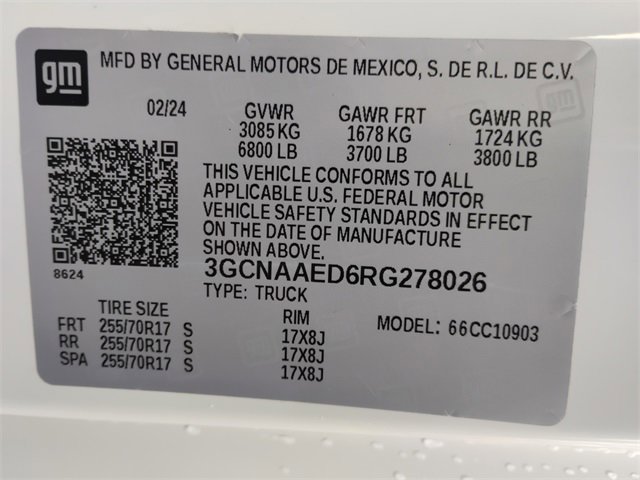 gm
MFD BY GENERAL MOTORS DE MEXICO, S. DE R.L. DE C.V.
02/24 GVWR GAWR FRT GAWR RR
3085 KG 1678 KG 1724 KG
6800 LB 3700 LB 3800 LB
THIS VEHICLE CONFORMS TO ALL
APPLICABLE U.S. FEDERAL MOTOR
VEHICLE SAFETY STANDARDS IN EFFECT
ON THE DATE OF MANUFACTURE
SHOWN ABOVE.
8624
3GCNAAED6RG278026
TYPE: TRUCK
TIRE SIZE RIM MODEL: 66CC10903
FRT 255/70R17 S 17X8J
RR 255/70R17 S 17X8J
SPA 255/70R17 S 17X8J